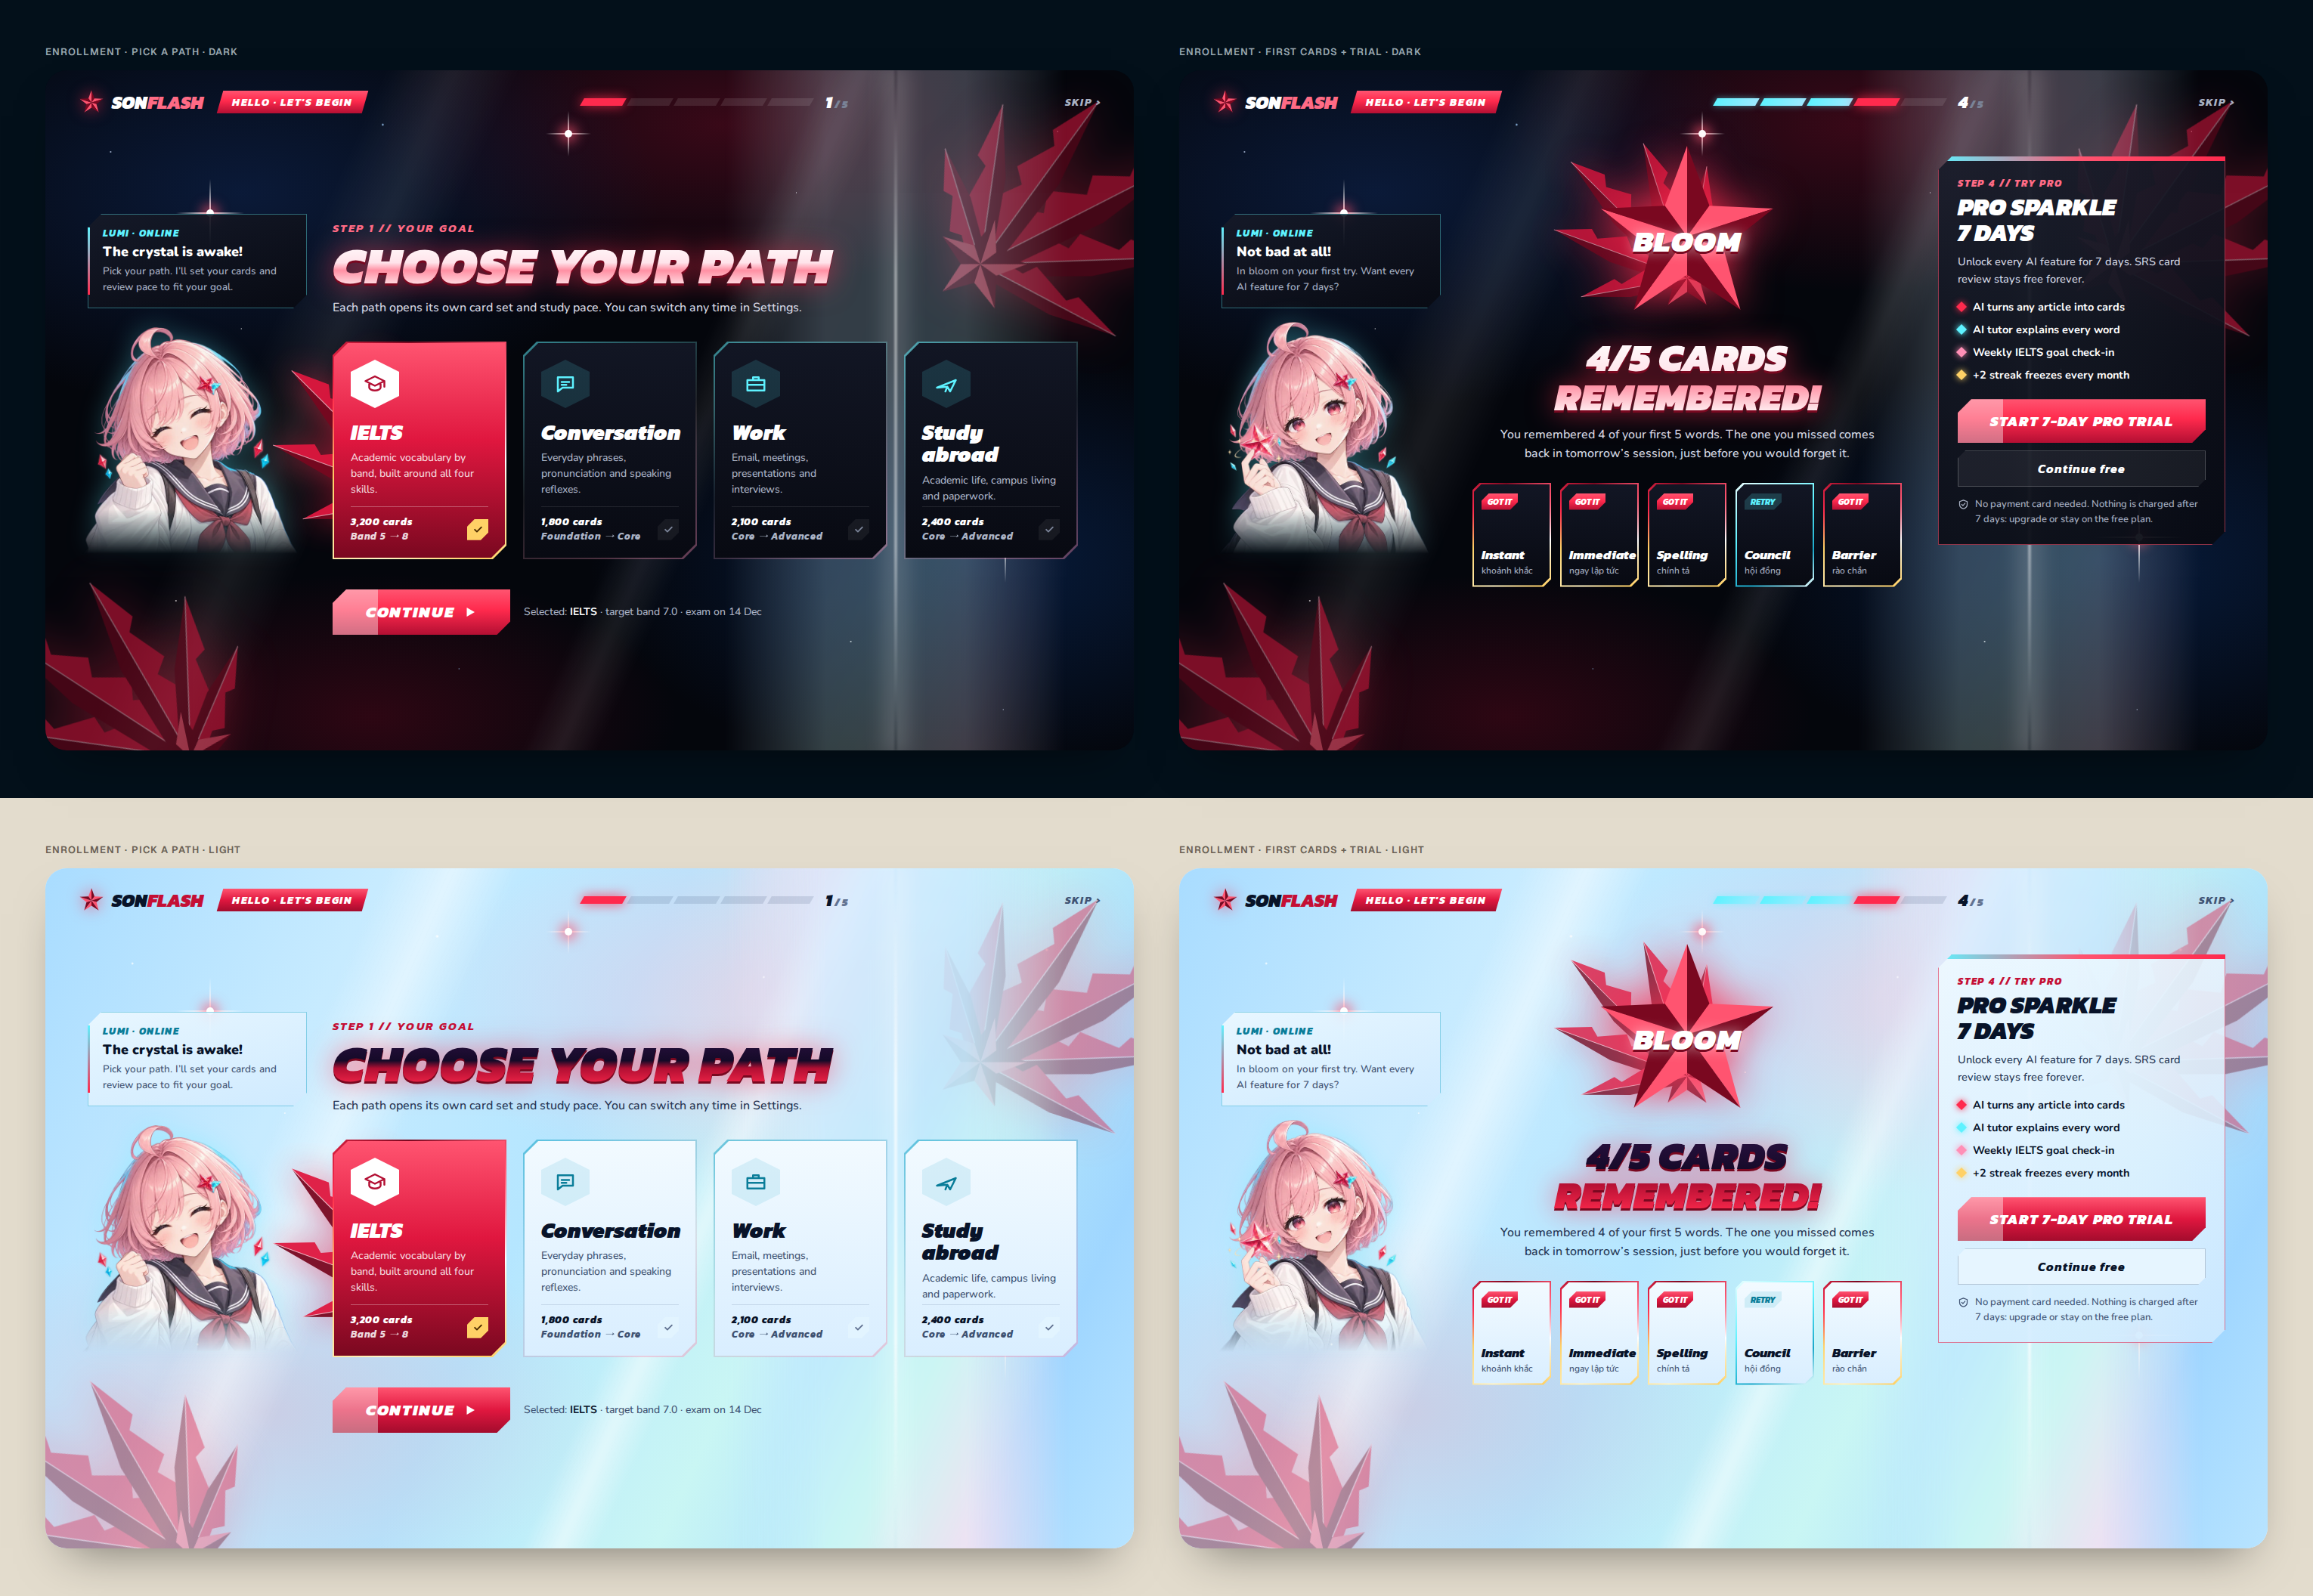 ENROLLMENT · PICK A PATH · DARK
SONFLASH
HELLO · LET'S BEGIN
1 / 5
SKIP ›
LUMI · ONLINE
The crystal is awake!
Pick your path. I'll set your cards and
review pace to fit your goal.
STEP 1 // YOUR GOAL
CHOOSE YOUR PATH
Each path opens its own card set and study pace. You can switch any time in Settings.
IELTS
Academic vocabulary by
band, built around all four
skills.
3,200 cards
Band 5 → 8
Conversation
Everyday phrases,
pronunciation and speaking
reflexes.
1,800 cards
Foundation → Core
Work
Email, meetings,
presentations and
interviews.
2,100 cards
Core → Advanced
Study
abroad
Academic life, campus living
and paperwork.
2,400 cards
Core → Advanced
CONTINUE
Selected: IELTS · target band 7.0 · exam on 14 Dec
ENROLLMENT · FIRST CARDS + TRIAL · DARK
SONFLASH
HELLO · LET'S BEGIN
4 / 5
SKIP ›
LUMI · ONLINE
Not bad at all!
In bloom on your first try. Want every
AI feature for 7 days?
BLOOM
4/5 CARDS
REMEMBERED!
You remembered 4 of your first 5 words. The one you missed comes
back in tomorrow's session, just before you would forget it.
GOT IT
Instant
khoảnh khắc
GOT IT
Immediate
ngay lập tức
GOT IT
Spelling
chính tả
RETRY
Council
hội đồng
GOT IT
Barrier
rào chắn
STEP 4 // TRY PRO
PRO SPARKLE
7 DAYS
Unlock every AI feature for 7 days. SRS card
review stays free forever.
AI turns any article into cards
AI tutor explains every word
Weekly IELTS goal check-in
+2 streak freezes every month
START 7-DAY PRO TRIAL
Continue free
No payment card needed. Nothing is charged after
7 days: upgrade or stay on the free plan.
ENROLLMENT · PICK A PATH · LIGHT
SONFLASH
HELLO · LET'S BEGIN
1 / 5
SKIP ›
LUMI · ONLINE
The crystal is awake!
Pick your path. I'll set your cards and
review pace to fit your goal.
STEP 1 // YOUR GOAL
CHOOSE YOUR PATH
Each path opens its own card set and study pace. You can switch any time in Settings.
IELTS
Academic vocabulary by
band, built around all four
skills.
3,200 cards
Band 5 → 8
Conversation
Everyday phrases,
pronunciation and speaking
reflexes.
1,800 cards
Foundation → Core
Work
Email, meetings,
presentations and
interviews.
2,100 cards
Core → Advanced
Study
abroad
Academic life, campus living
and paperwork.
2,400 cards
Core → Advanced
CONTINUE
Selected: IELTS · target band 7.0 · exam on 14 Dec
ENROLLMENT · FIRST CARDS + TRIAL · LIGHT
SONFLASH
HELLO · LET'S BEGIN
4 / 5
SKIP ›
LUMI · ONLINE
Not bad at all!
In bloom on your first try. Want every
AI feature for 7 days?
BLOOM
4/5 CARDS
REMEMBERED!
You remembered 4 of your first 5 words. The one you missed comes
back in tomorrow's session, just before you would forget it.
GOT IT
Instant
khoảnh khắc
GOT IT
Immediate
ngay lập tức
GOT IT
Spelling
chính tả
RETRY
Council
hội đồng
GOT IT
Barrier
rào chắn
STEP 4 // TRY PRO
PRO SPARKLE
7 DAYS
Unlock every AI feature for 7 days. SRS card
review stays free forever.
AI turns any article into cards
AI tutor explains every word
Weekly IELTS goal check-in
+2 streak freezes every month
START 7-DAY PRO TRIAL
Continue free
No payment card needed. Nothing is charged after
7 days: upgrade or stay on the free plan.